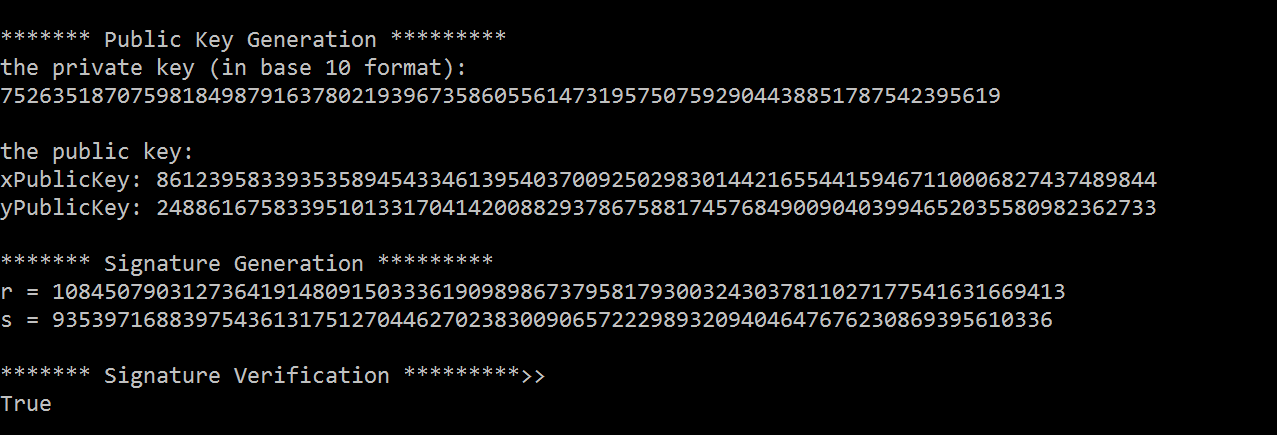 ******* Public Key Generation *********
the private key (in base 10 format):
75263518707598184987916378021939673586055614731957507592904438851787542395619
the public key:
xPublicKey: 86123958339353589454334613954037009250298301442165544159467110006827437489844
yPublicKey: 24886167583395101331704142008829378675881745768490090403994652035580982362733
******* Signature Generation *********
r = 108450790312736419148091503336190989867379581793003243037811027177541631669413
s = 93539716883975436131751270446270238300906572229893209404647676230869395610336
******* Signature Verification *********>>
True